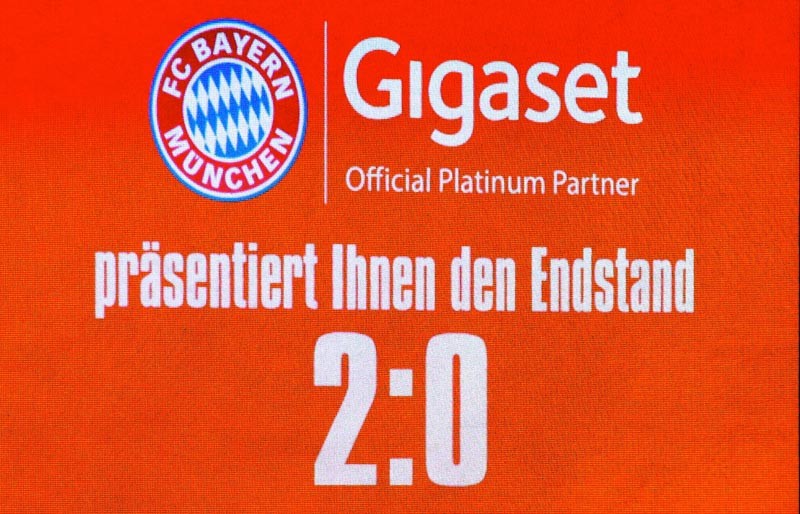 FC BAYERN
MÜNCHEN
Gigaset
Official Platinum Partner
präsentiert Ihnen den Endstand
2:0